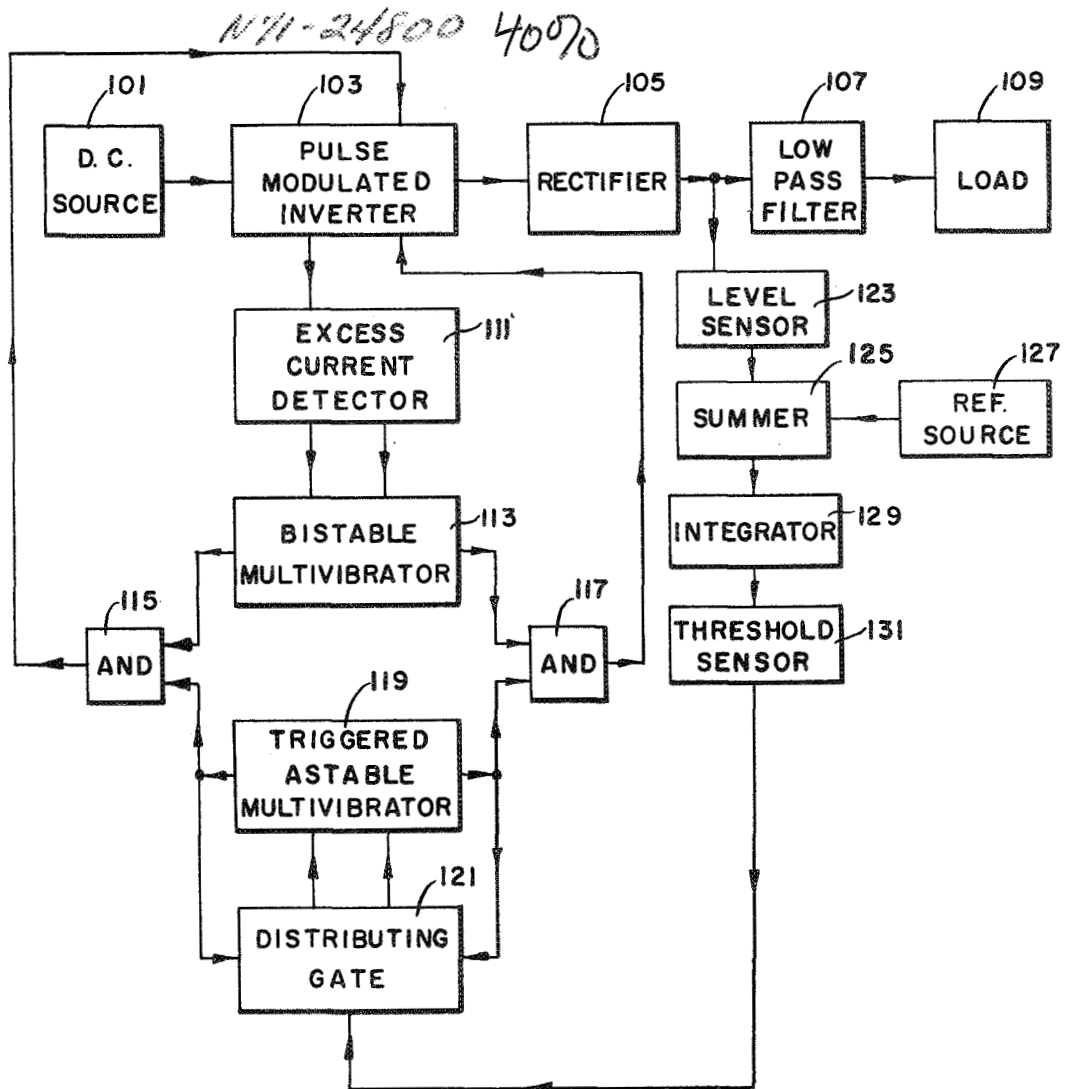 N71-24800 40%
101
103
105
107
109
D. C.
SOURCE
PULSE
MODULATED
INVERTER
RECTIFIER
LOW
PASS
FILTER
LOAD
LEVEL
SENSOR
123
EXCESS
CURRENT
DETECTOR
111
125
127
SUMMER
REF.
SOURCE
BISTABLE
MULTIVIBRATOR
113
INTEGRATOR
129
115
AND
117
AND
THRESHOLD
SENSOR
131
119
TRIGGERED
ASTABLE
MULTIVIBRATOR
121
DISTRIBUTING
GATE